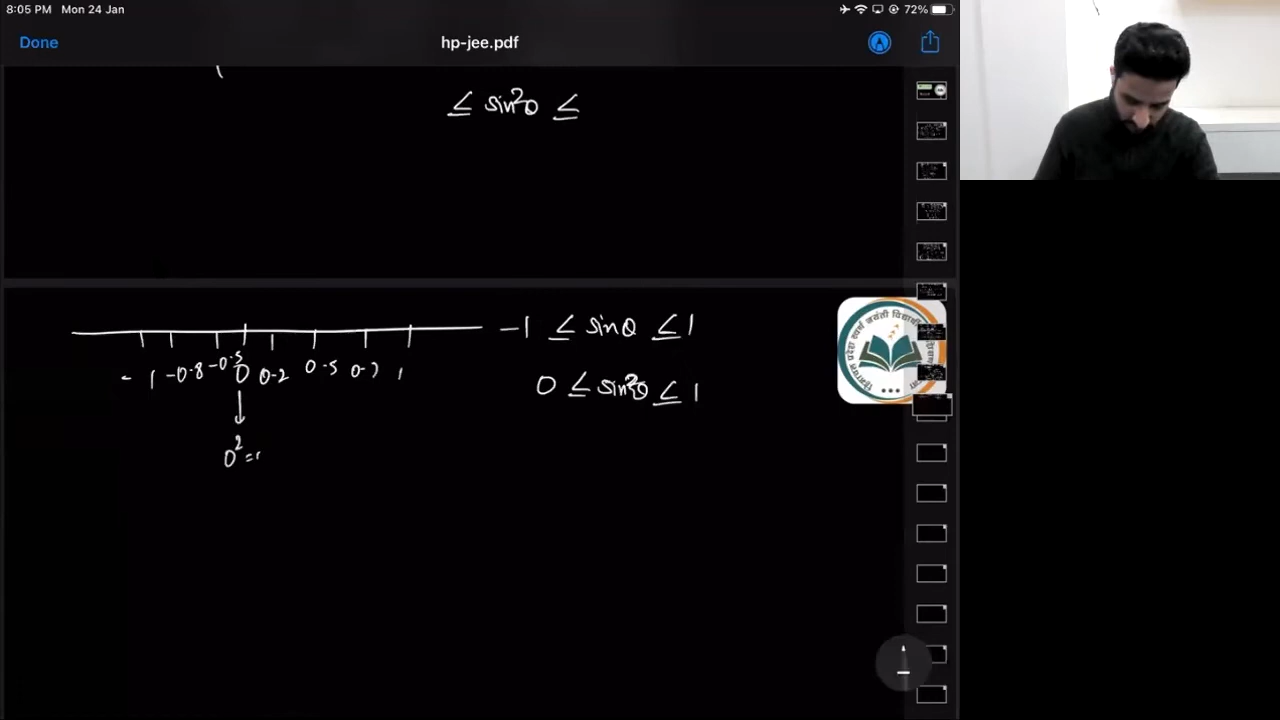 8:05 PM Mon 24 Jan
72%
Done
hp-jee.pdf
≤ sin²θ ≤
-1 ≤ sinθ ≤ 1
- 1 -0.8 -0.5 0 0.2 0.5 0.7 1
0 ≤ sin²θ ≤ 1
0² =